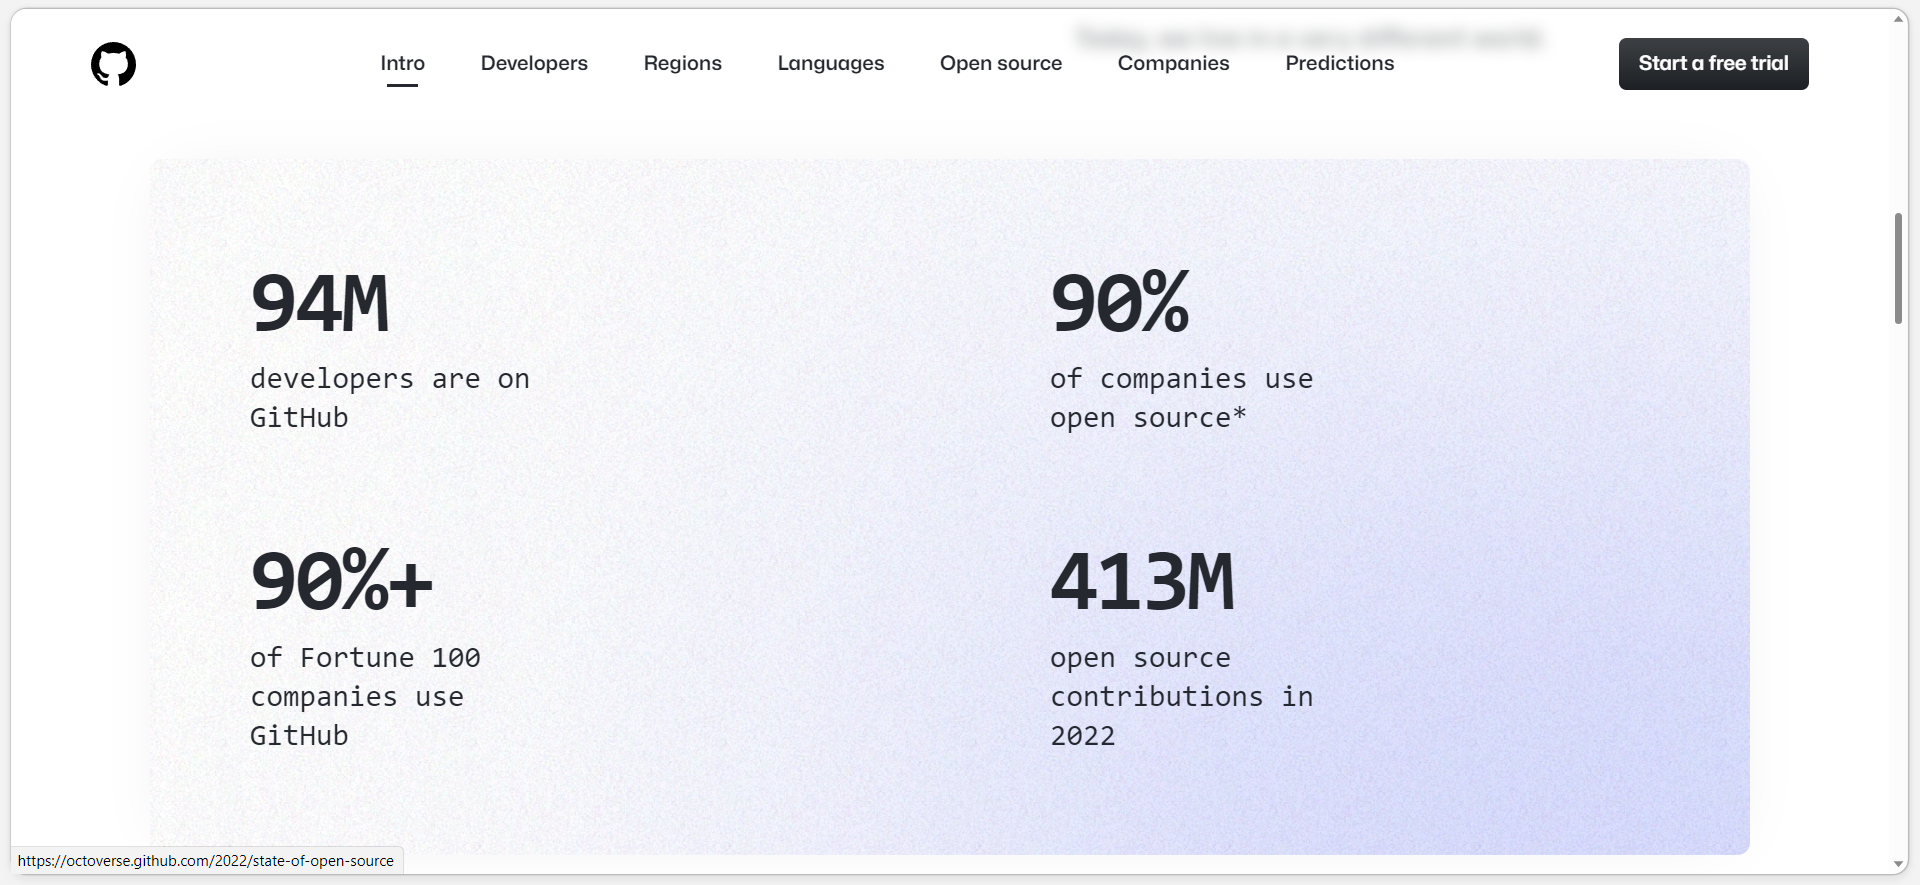 Intro Developers Regions Languages Open source Companies Predictions Start a free trial
94M
developers are on
GitHub
90%
of companies use
open source*
90%+
of Fortune 100
companies use
GitHub
413M
open source
contributions in
2022
https://octoverse.github.com/2022/state-of-open-source